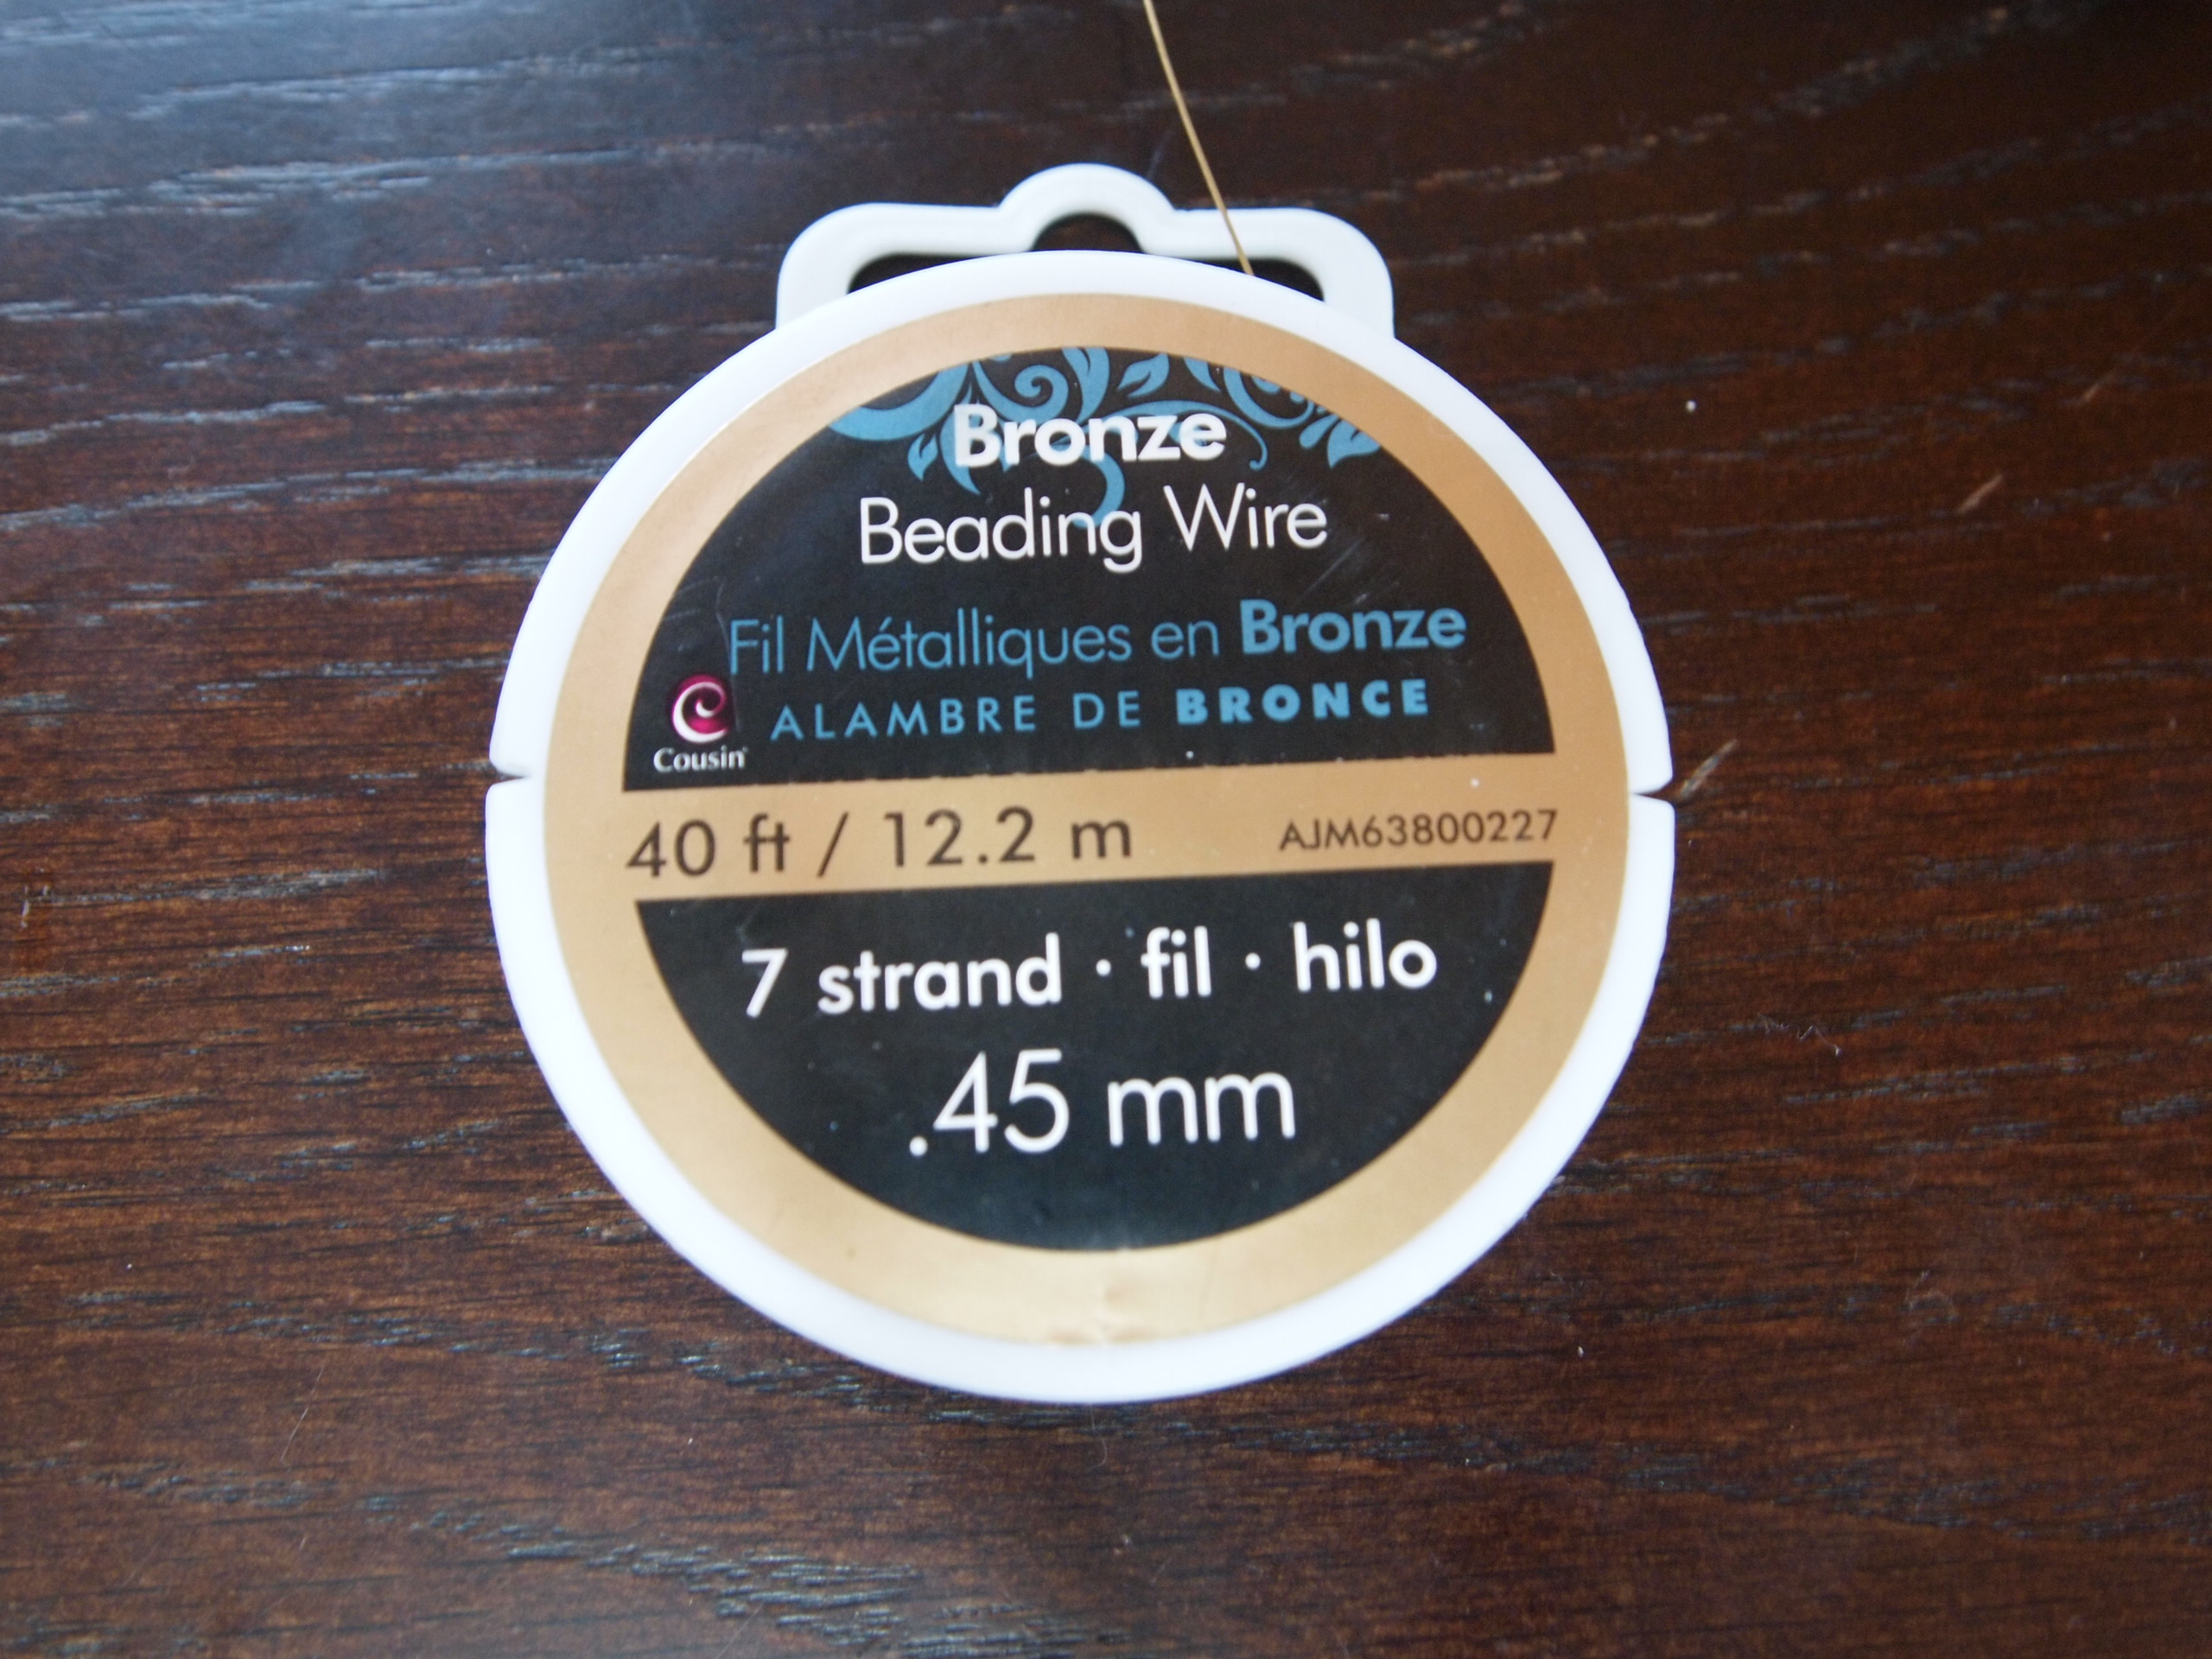 Bronze
Beading Wire
Fil Métalliques en Bronze
ALAMBRE DE BRONCE
Cousin
40 ft / 12.2 m AJM63800227
7 strand · fil · hilo
.45 mm